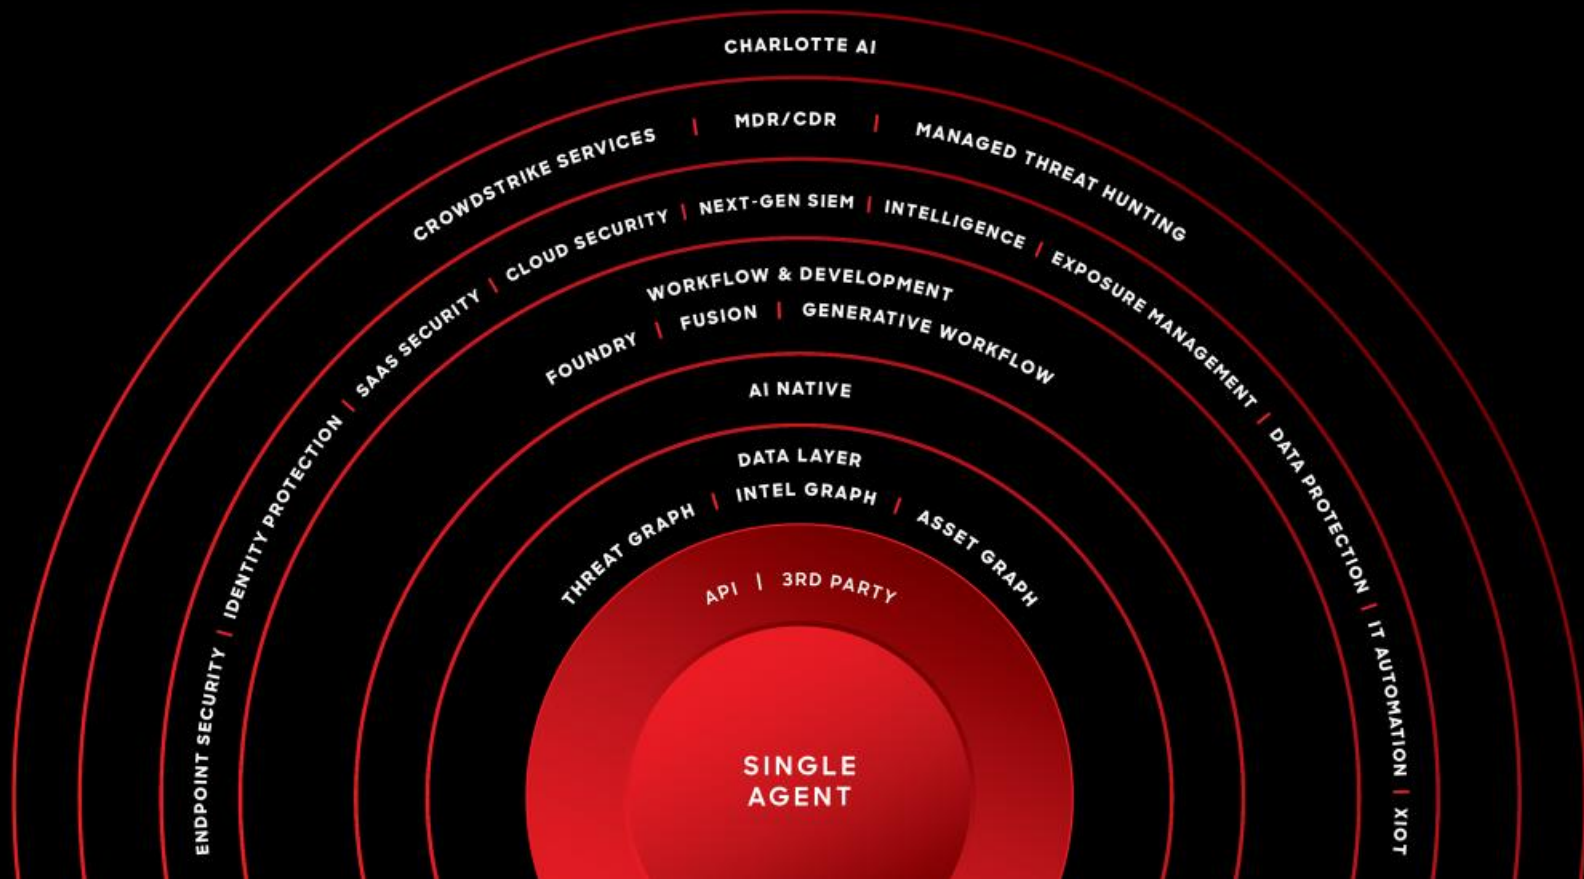 CHARLOTTE AI
CROWDSTRIKE SERVICES | MDR/CDR | MANAGED THREAT HUNTING
ENDPOINT SECURITY | IDENTITY PROTECTION | SAAS SECURITY | CLOUD SECURITY | NEXT-GEN SIEM | INTELLIGENCE | EXPOSURE MANAGEMENT | DATA PROTECTION | IT AUTOMATION | XIOT
WORKFLOW & DEVELOPMENT
FOUNDRY | FUSION | GENERATIVE WORKFLOW
AI NATIVE
DATA LAYER
THREAT GRAPH | INTEL GRAPH | ASSET GRAPH
API | 3RD PARTY
SINGLE
AGENT